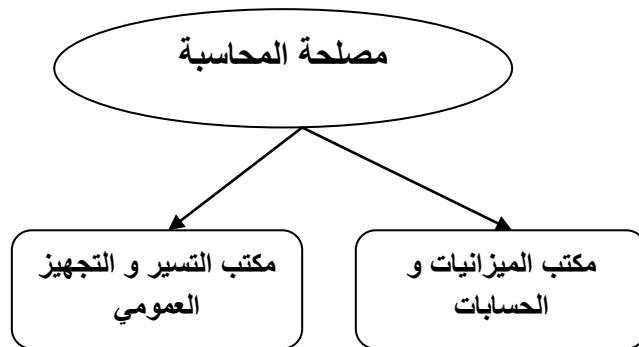 مصلحة المحاسبة
مكتب الميزانيات و
الحسابات
مكتب التسير و التجهيز
العمومي